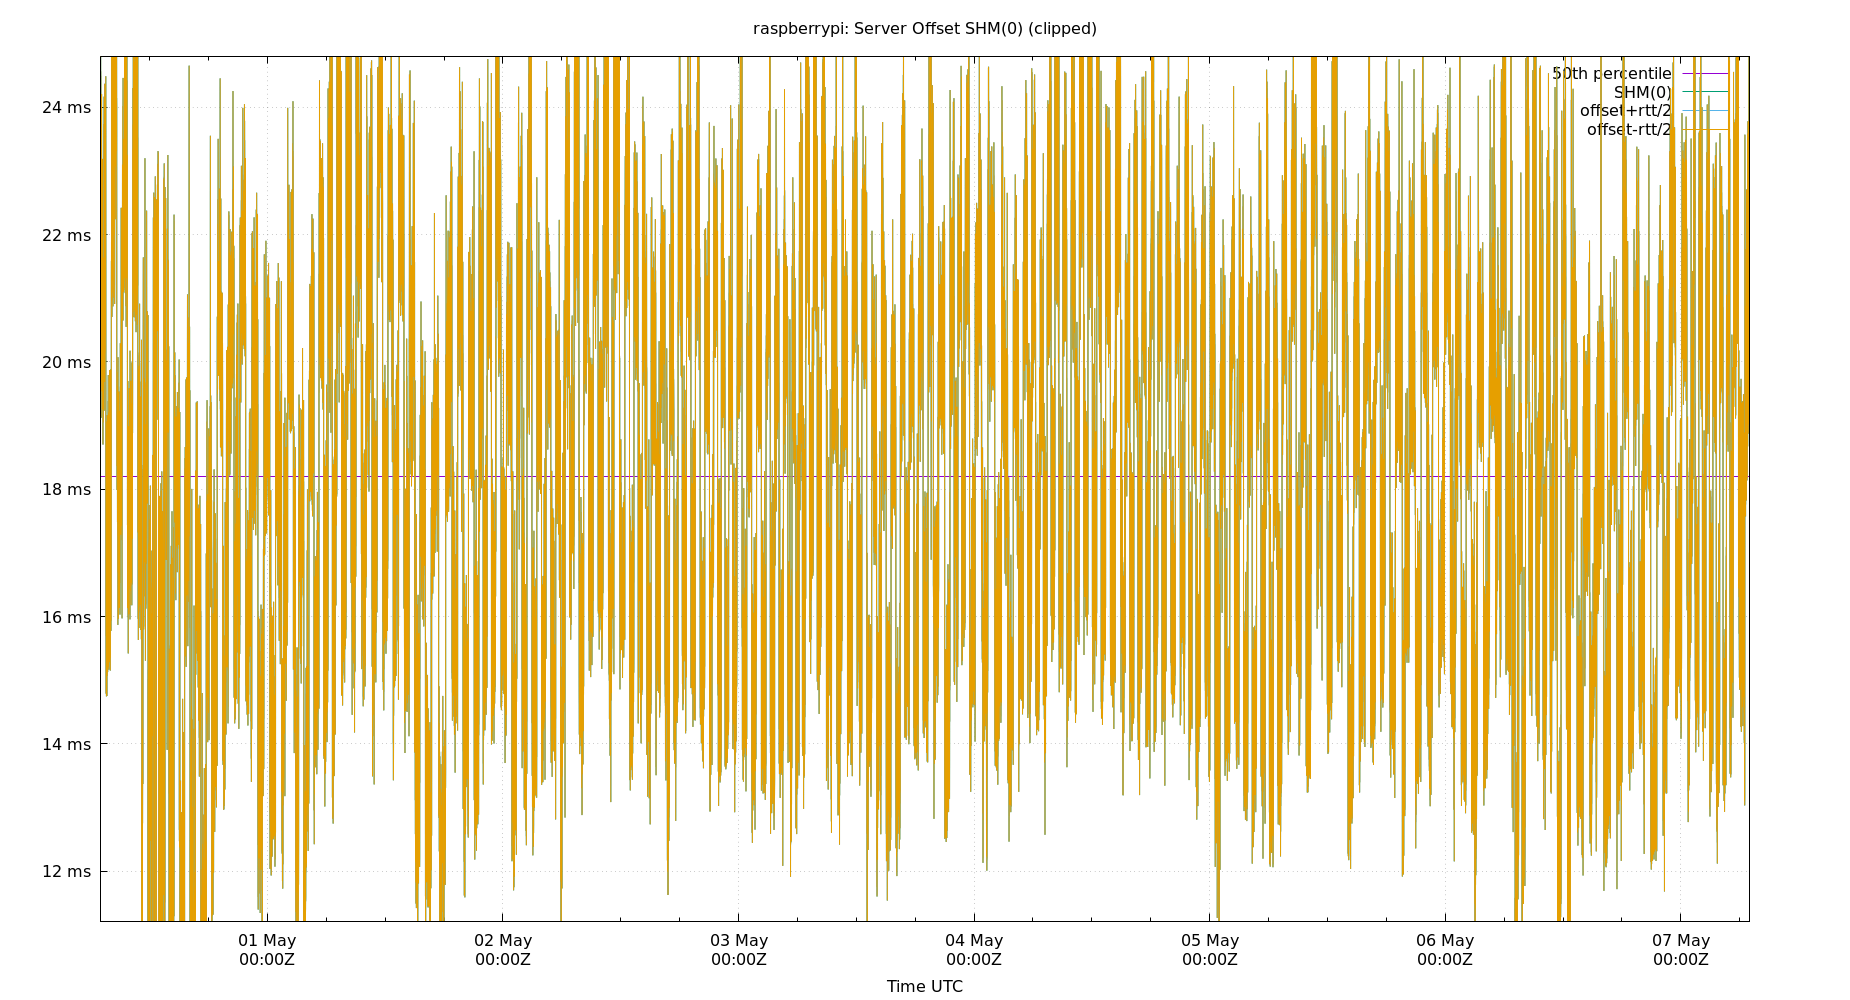 raspberrypi: Server Offset SHM(0) (clipped)
50th percentile
SHM(0)
offset+rtt/2
offset-rtt/2
24 ms
22 ms
20 ms
18 ms
16 ms
14 ms
12 ms
01 May 02 May 03 May 04 May 05 May 06 May 07 May
00:00Z 00:00Z 00:00Z 00:00Z 00:00Z 00:00Z 00:00Z
Time UTC